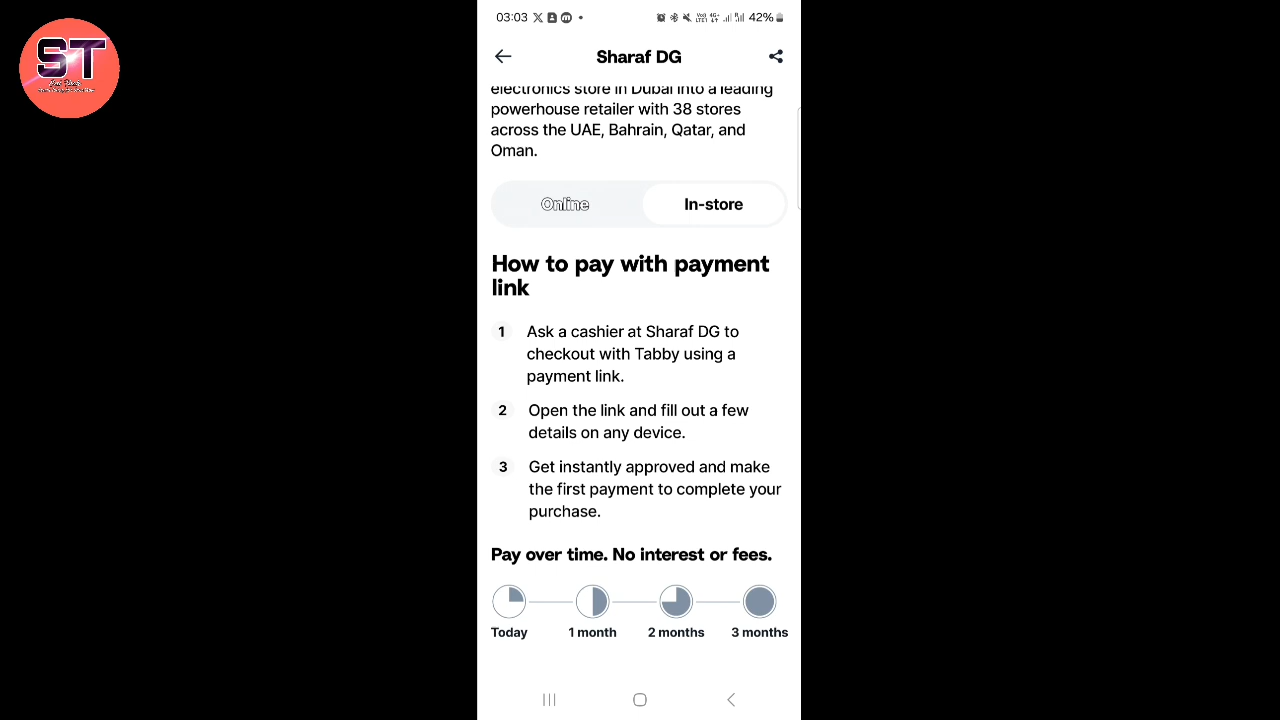 ST
03:03
42%
Sharaf DG
electronics store in Dubai into a leading
powerhouse retailer with 38 stores
across the UAE, Bahrain, Qatar, and
Oman.
Online
In-store
How to pay with payment
link
1 Ask a cashier at Sharaf DG to
checkout with Tabby using a
payment link.
2 Open the link and fill out a few
details on any device.
3 Get instantly approved and make
the first payment to complete your
purchase.
Pay over time. No interest or fees.
Today 1 month 2 months 3 months